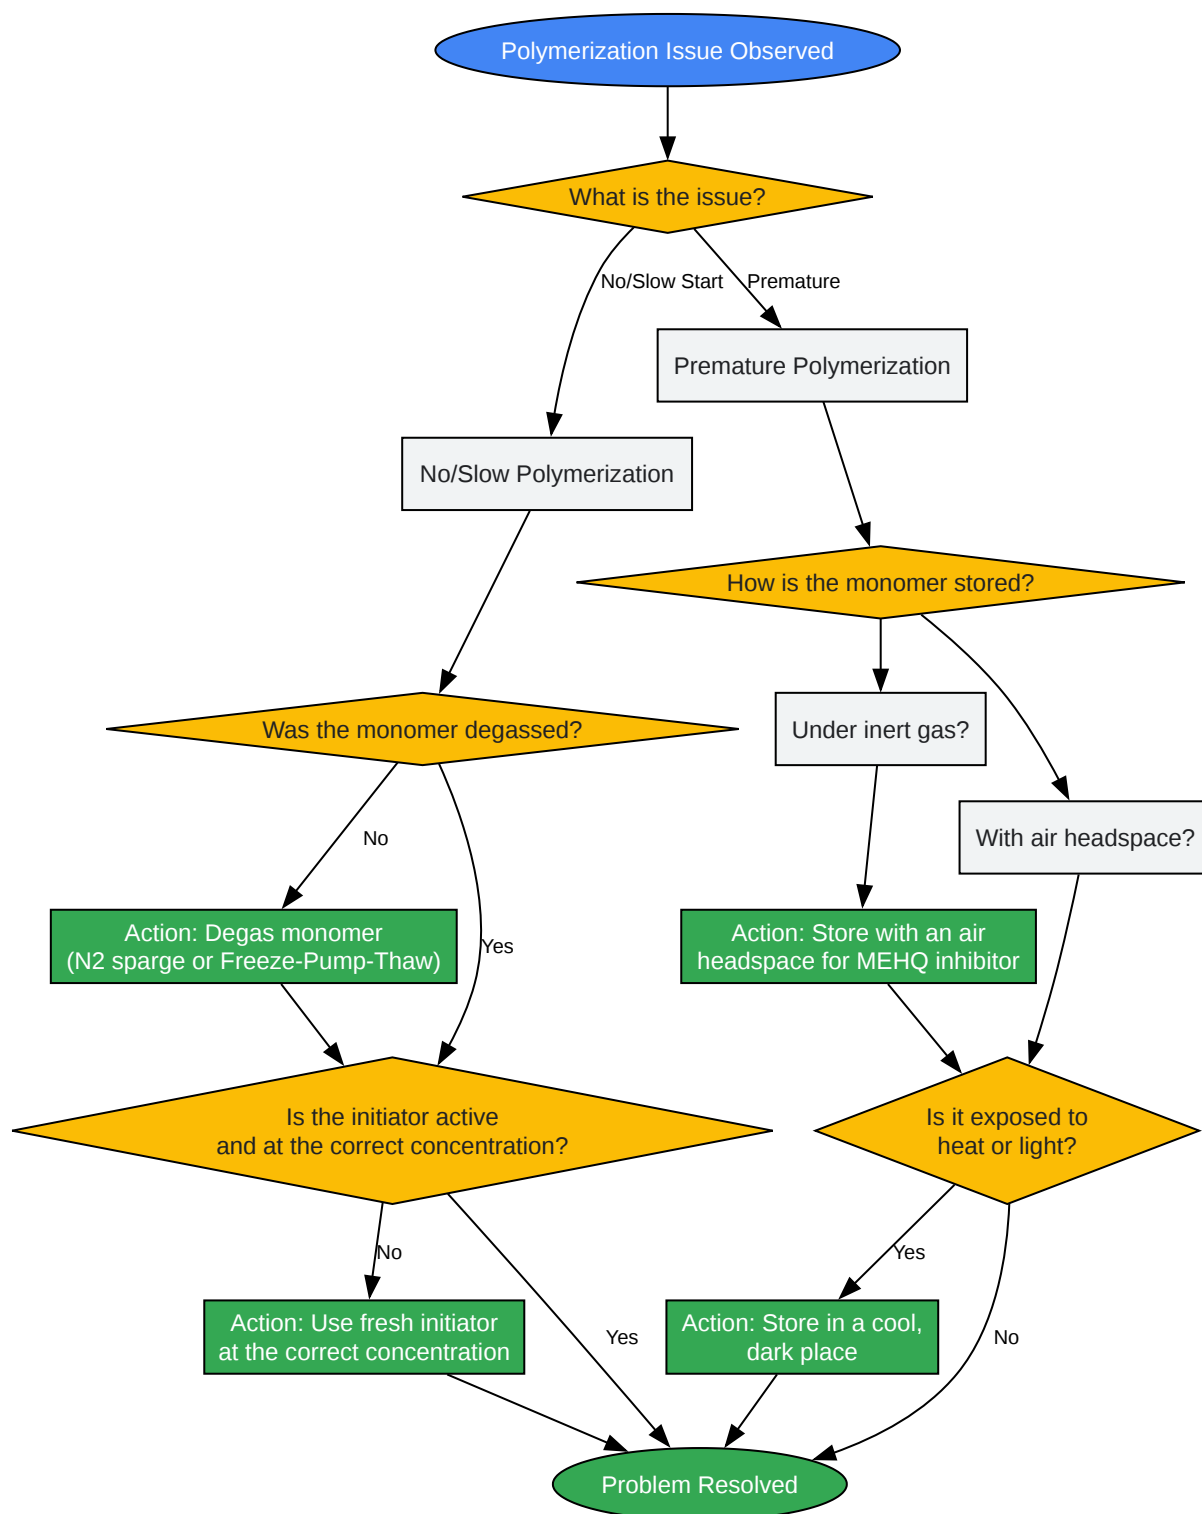 Polymerization Issue Observed
What is the issue?
No/Slow Start
Premature
Premature Polymerization
No/Slow Polymerization
How is the monomer stored?
Was the monomer degassed?
Under inert gas?
With air headspace?
No
Action: Degas monomer
(N2 sparge or Freeze-Pump-Thaw)
Yes
Action: Store with an air
headspace for MEHQ inhibitor
Is the initiator active
and at the correct concentration?
Is it exposed to
heat or light?
No
Yes
Action: Use fresh initiator
at the correct concentration
Yes
Action: Store in a cool,
dark place
No
Problem Resolved